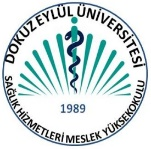 DOKUZ EYLÜL ÜNİVERSİTESİ
1989
SAĞLIK HİZMETLERİ MESLEK YÜKSEKOKULU